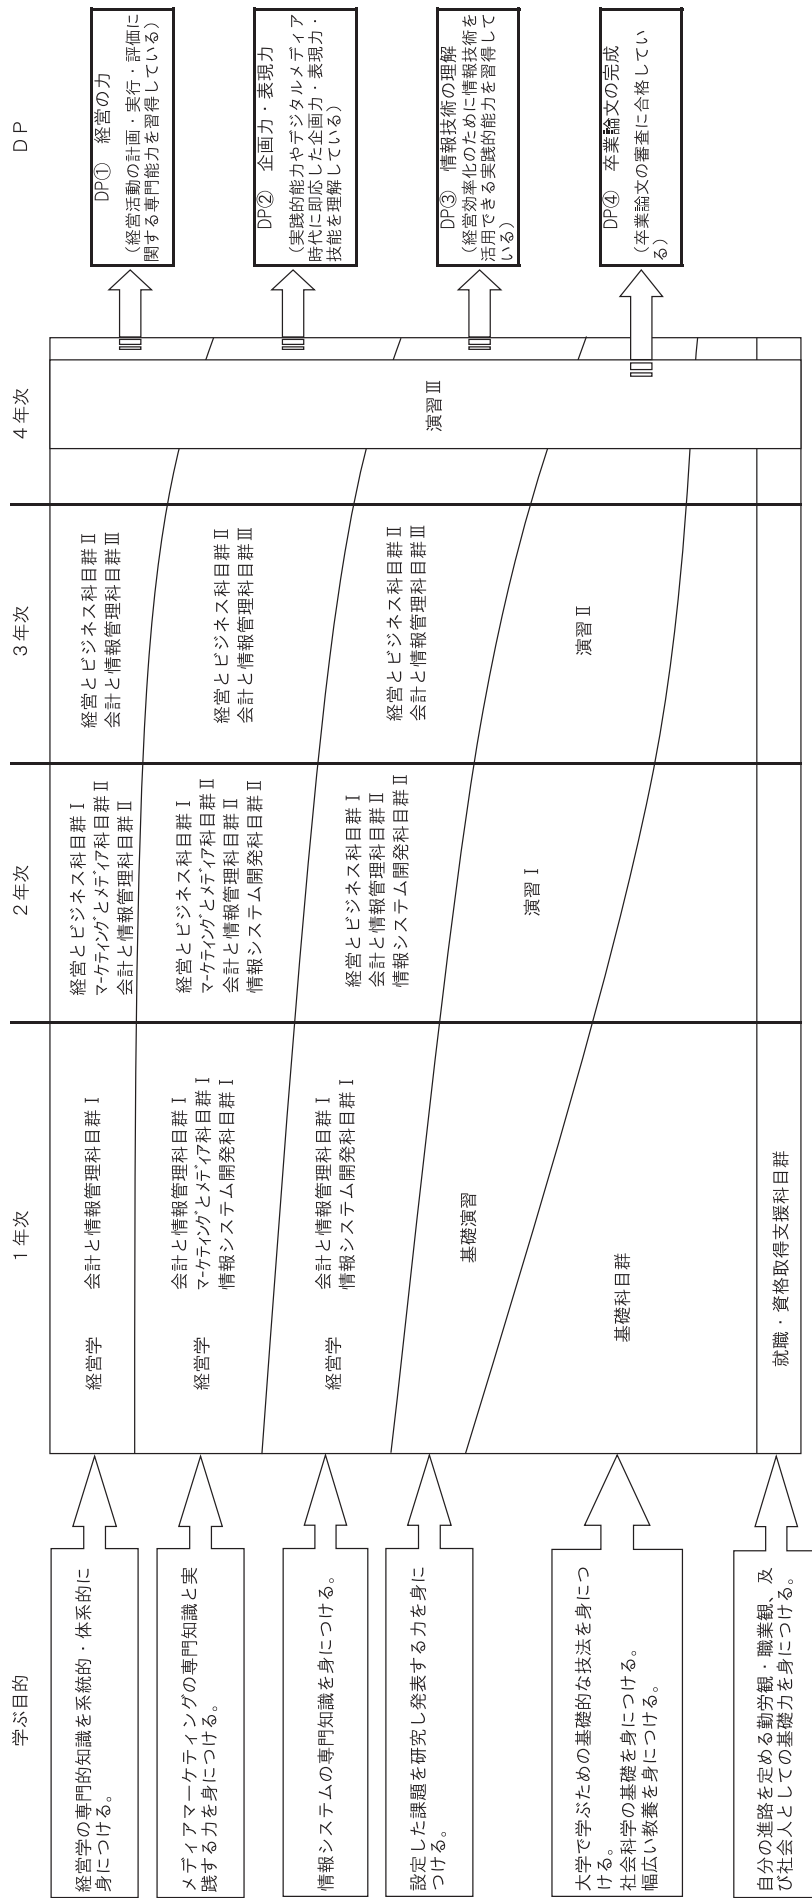 学ぶ目的
1年次
2年次
3年次
4年次
DP
経営学の専門的知識を系統的・体系的に
身につける。
経営学
会計と情報管理科目群Ⅰ
経営とビジネス科目群Ⅰ
マーケティングとメディア科目群Ⅱ
会計と情報管理科目群Ⅱ
経営とビジネス科目群Ⅱ
会計と情報管理科目群Ⅲ
DP① 経営の力
(経営活動の計画・実行・評価に
関する専門能力を習得している)
メディアマーケティングの専門知識と実
践する力を身につける。
経営学
会計と情報管理科目群Ⅰ
マーケティングとメディア科目群Ⅰ
情報システム開発科目群Ⅰ
経営とビジネス科目群Ⅰ
マーケティングとメディア科目群Ⅱ
会計と情報管理科目群Ⅱ
情報システム開発科目群Ⅱ
経営とビジネス科目群Ⅱ
会計と情報管理科目群Ⅲ
DP② 企画力・表現力
(実践的能力やデジタルメディア
時代に即応した企画力・表現力・
技能を理解している)
情報システムの専門知識を身につける。
経営学
会計と情報管理科目群Ⅰ
情報システム開発科目群Ⅰ
経営とビジネス科目群Ⅰ
会計と情報管理科目群Ⅱ
情報システム開発科目群Ⅱ
経営とビジネス科目群Ⅱ
会計と情報管理科目群Ⅲ
DP③ 情報技術の理解
(経営効率化のために情報技術を
活用できる実践的能力を習得して
いる)
設定した課題を研究し発表する力を身に
つける。
基礎演習
演習Ⅰ
演習Ⅱ
演習Ⅲ
DP④ 卒業論文の完成
(卒業論文の審査に合格してい
る)
大学で学ぶための基礎的な技法を身につ
ける。
社会科学の基礎を身につける。
幅広い教養を身につける。
基礎科目群
自分の進路を定める勤労観・職業観、及
び社会人としての基礎力を身につける。
就職・資格取得支援科目群